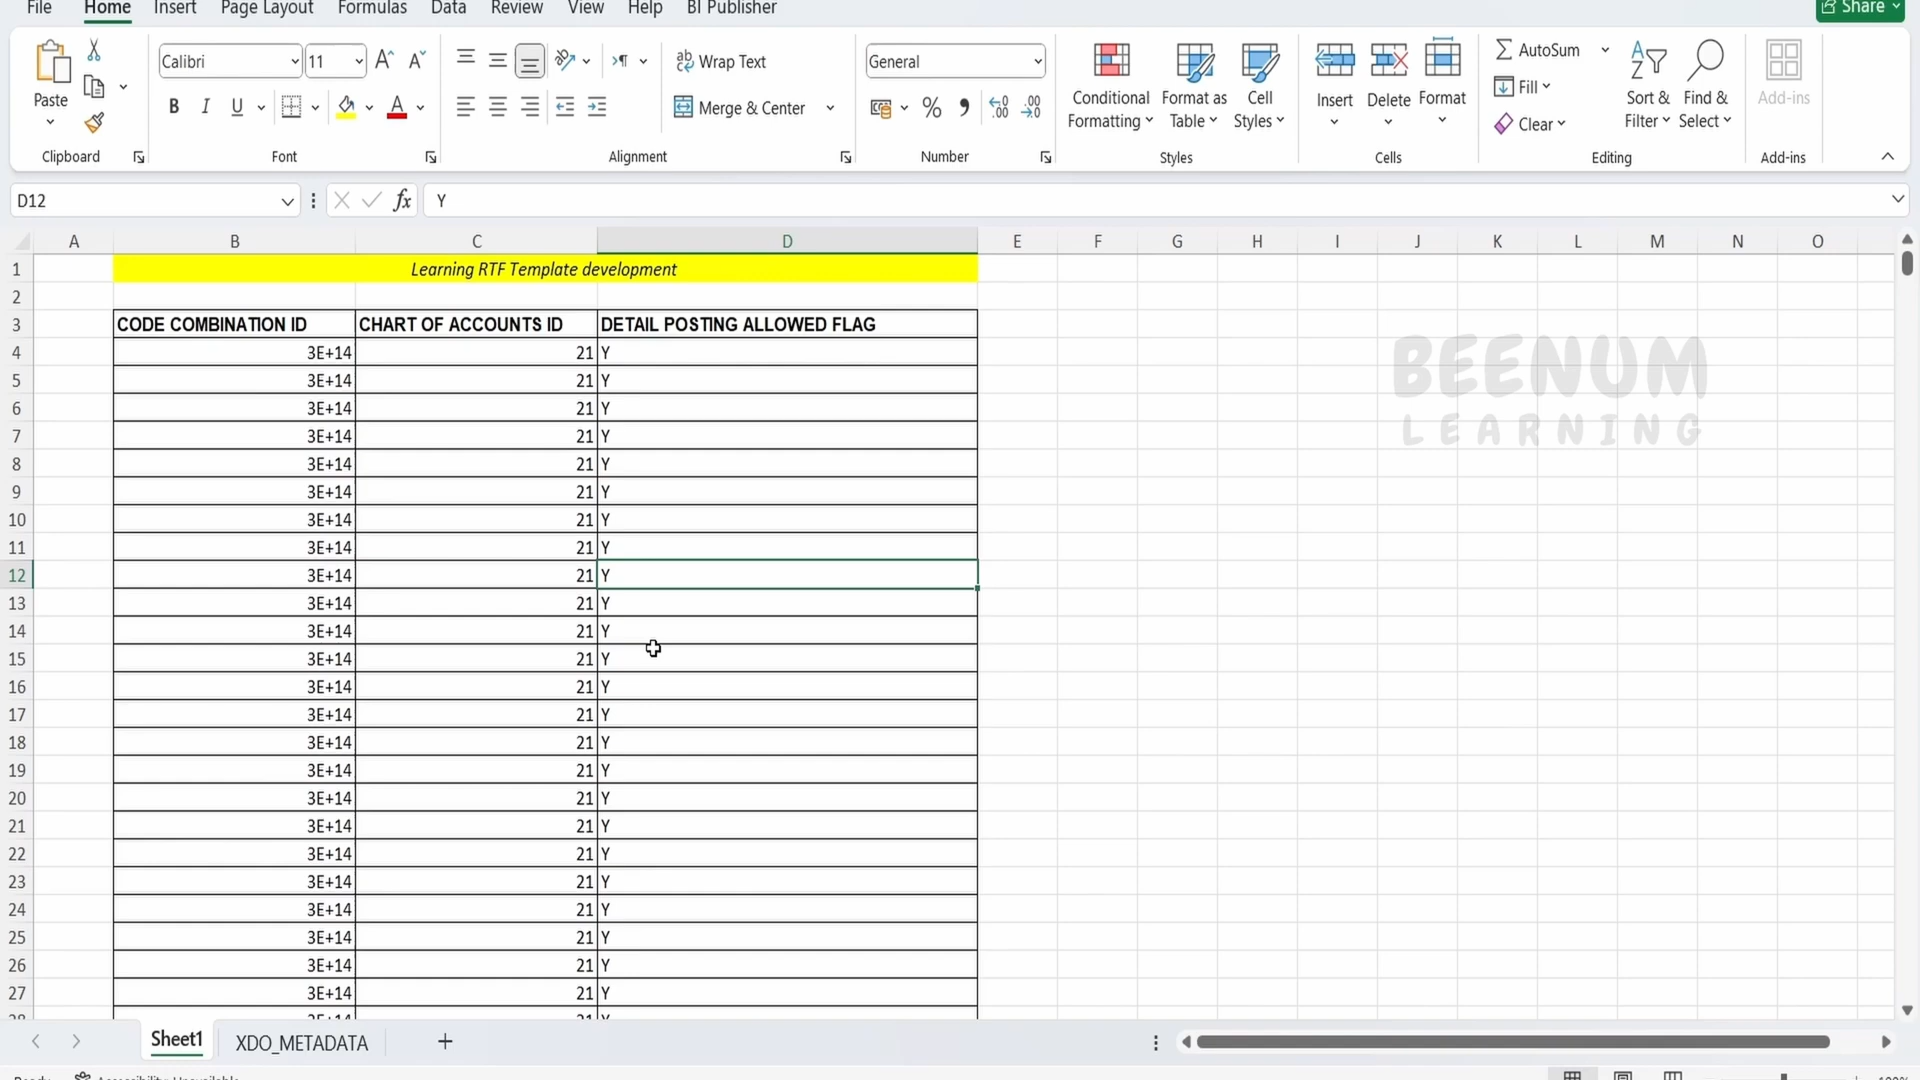 File Home Insert Page Layout Formulas Data Review View Help BI Publisher Share
Calibri 11 Wrap Text General AutoSum
Paste Merge & Center Conditional Formatting Format as Table Cell Styles Insert Delete Format Fill Clear Sort & Filter Find & Select Add-ins
Clipboard Font Alignment Number Styles Cells Editing Add-ins
D12 fx Y
A B C D E F G H I J K L M N O
1 Learning RTF Template development
2
3 CODE COMBINATION ID CHART OF ACCOUNTS ID DETAIL POSTING ALLOWED FLAG
4 3E+14 21 Y
5 3E+14 21 Y
6 3E+14 21 Y
7 3E+14 21 Y
8 3E+14 21 Y
9 3E+14 21 Y
10 3E+14 21 Y
11 3E+14 21 Y
12 3E+14 21 Y
13 3E+14 21 Y
14 3E+14 21 Y
15 3E+14 21 Y
16 3E+14 21 Y
17 3E+14 21 Y
18 3E+14 21 Y
19 3E+14 21 Y
20 3E+14 21 Y
21 3E+14 21 Y
22 3E+14 21 Y
23 3E+14 21 Y
24 3E+14 21 Y
25 3E+14 21 Y
26 3E+14 21 Y
27 3E+14 21 Y
BEENUM
LEARNING
Sheet1 XDO_METADATA